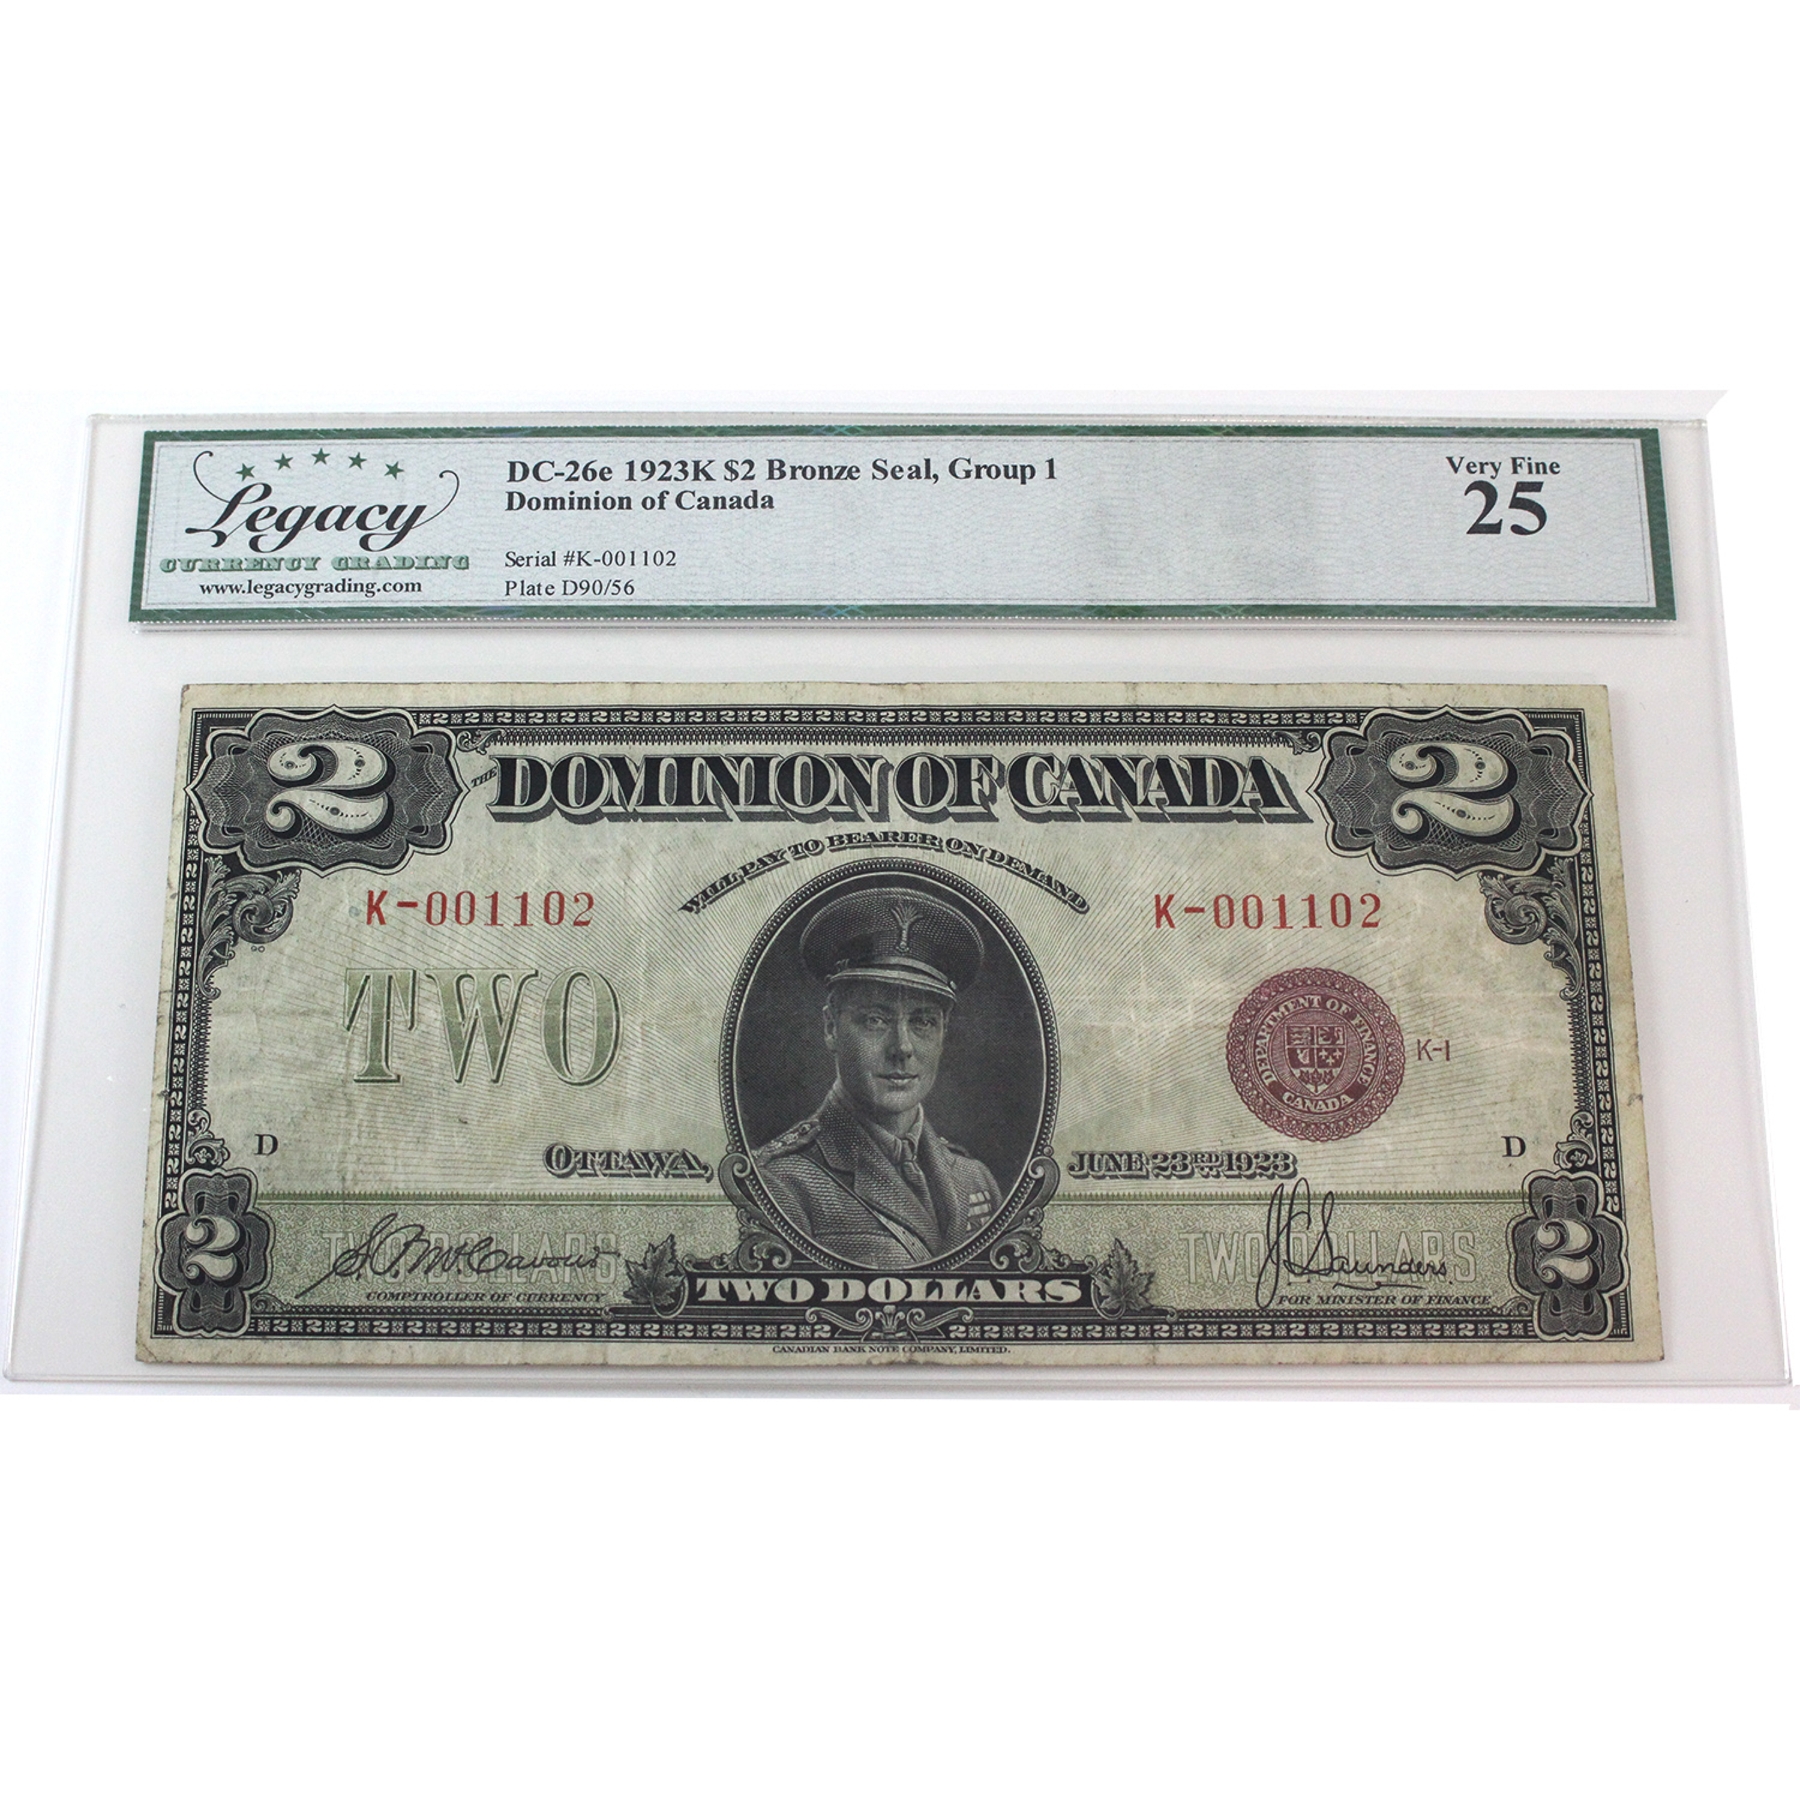 Legacy
CURRENCY GRADING
www.legacygrading.com
DC-26e 1923K $2 Bronze Seal, Group 1
Dominion of Canada
Serial #K-001102
Plate D90/56
Very Fine
25
2 THE DOMINION OF CANADA 2
WILL PAY TO BEARER ON DEMAND
K-001102 K-001102
TWO
DEPARTMENT OF FINANCE
CANADA
K-1
D D
OTTAWA, JUNE 23RD 1923
2 TWO DOLLARS TWO DOLLARS 2
J. C. Saunders
COMPTROLLER OF CURRENCY TWO DOLLARS FOR MINISTER OF FINANCE
CANADIAN BANK NOTE COMPANY, LIMITED.